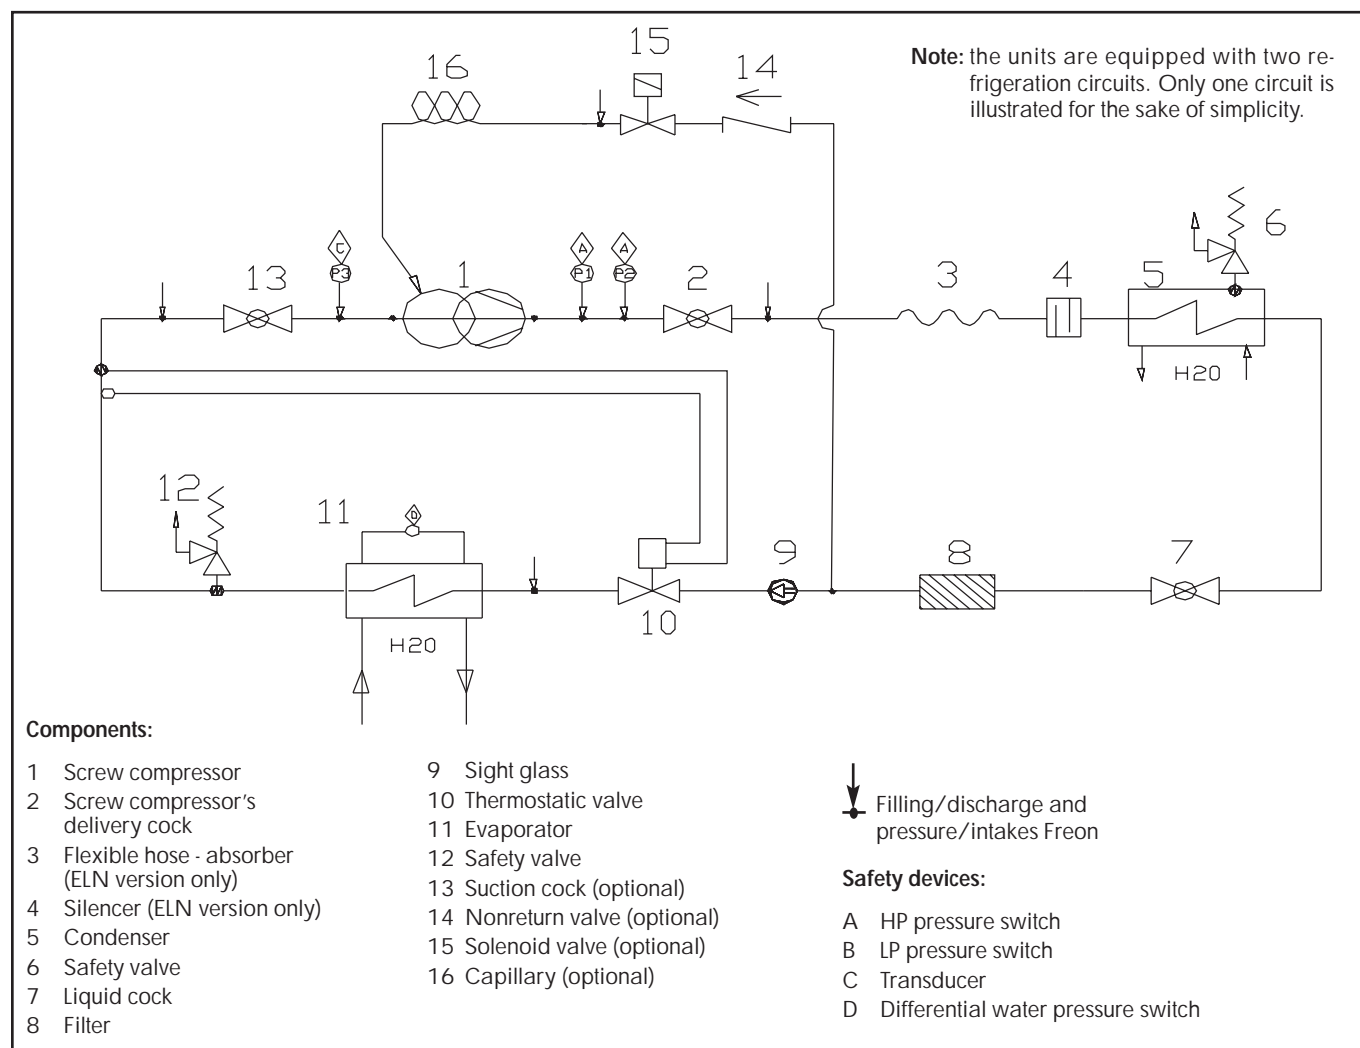 15
16
14
Note: the units are equipped with two re-
frigeration circuits. Only one circuit is
illustrated for the sake of simplicity.
6
C
A
A
13
P3
1
P1
P2
2
3
4
5
H20
12
11
D
9
8
7
10
H20
Components:
1 Screw compressor
2 Screw compressor's
delivery cock
3 Flexible hose - absorber
(ELN version only)
4 Silencer (ELN version only)
5 Condenser
6 Safety valve
7 Liquid cock
8 Filter
9 Sight glass
10 Thermostatic valve
11 Evaporator
12 Safety valve
13 Suction cock (optional)
14 Nonreturn valve (optional)
15 Solenoid valve (optional)
16 Capillary (optional)
Filling/discharge and
pressure/intakes Freon
Safety devices:
A HP pressure switch
B LP pressure switch
C Transducer
D Differential water pressure switch